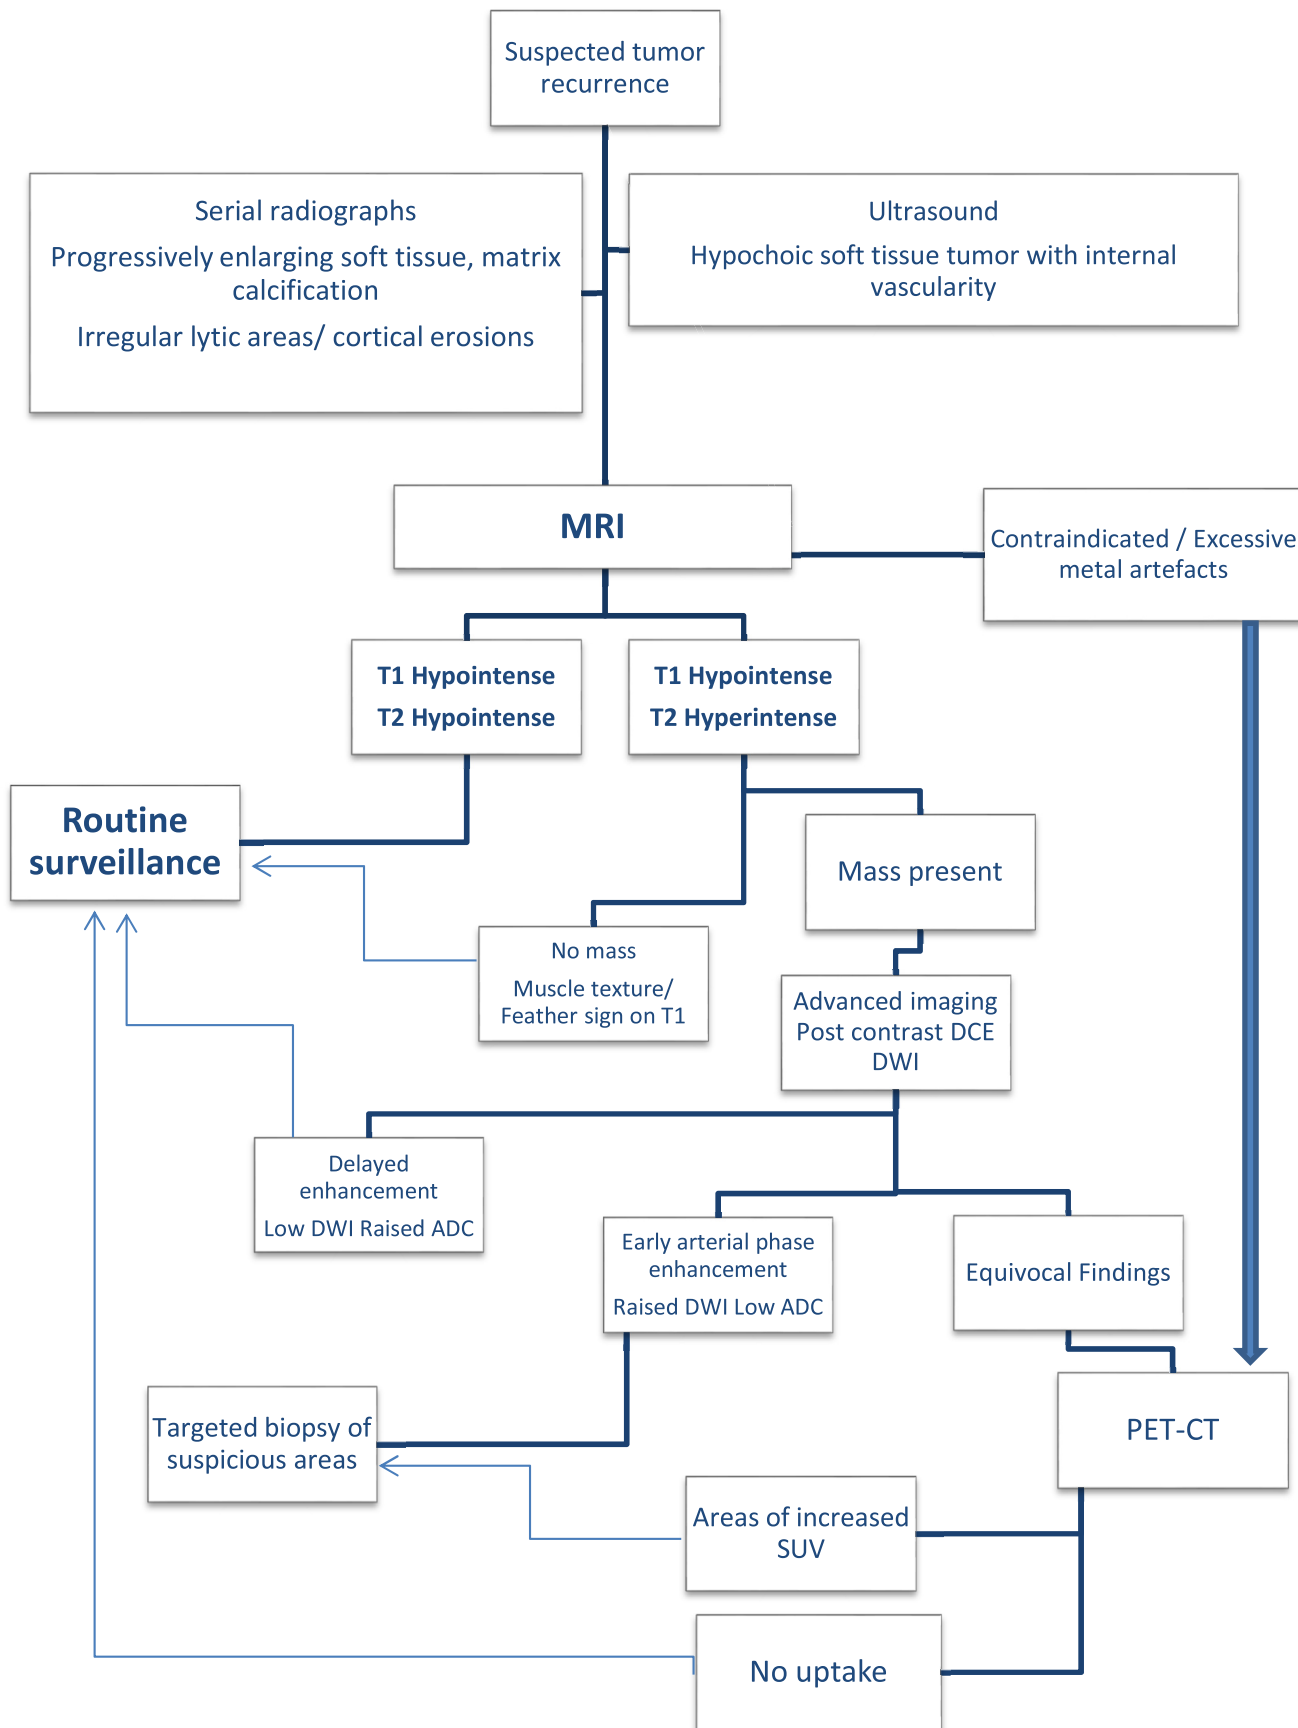 Suspected tumor
recurrence
Serial radiographs
Progressively enlarging soft tissue, matrix
calcification
Irregular lytic areas/ cortical erosions
Ultrasound
Hypochoic soft tissue tumor with internal
vascularity
MRI
Contraindicated / Excessive
metal artefacts
T1 Hypointense
T2 Hypointense
T1 Hypointense
T2 Hyperintense
Routine
surveillance
Mass present
No mass
Muscle texture/
Feather sign on T1
Advanced imaging
Post contrast DCE
DWI
Delayed
enhancement
Low DWI Raised ADC
Early arterial phase
enhancement
Raised DWI Low ADC
Equivocal Findings
Targeted biopsy of
suspicious areas
PET-CT
Areas of increased
SUV
No uptake